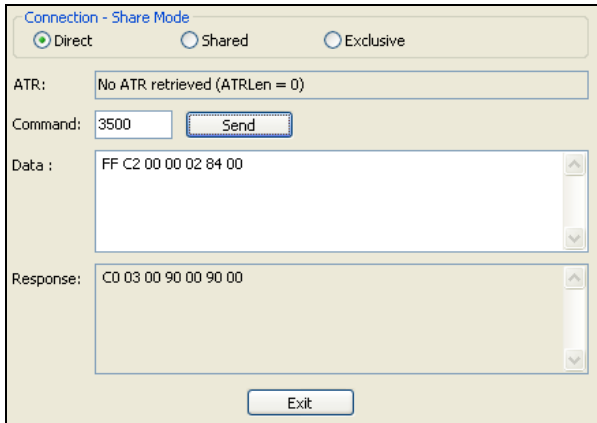 Connection - Share Mode
Direct Shared Exclusive
ATR: No ATR retrieved (ATRLen = 0)
Command: 3500 Send
Data : FF C2 00 00 02 84 00
Response: C0 03 00 90 00 90 00
Exit